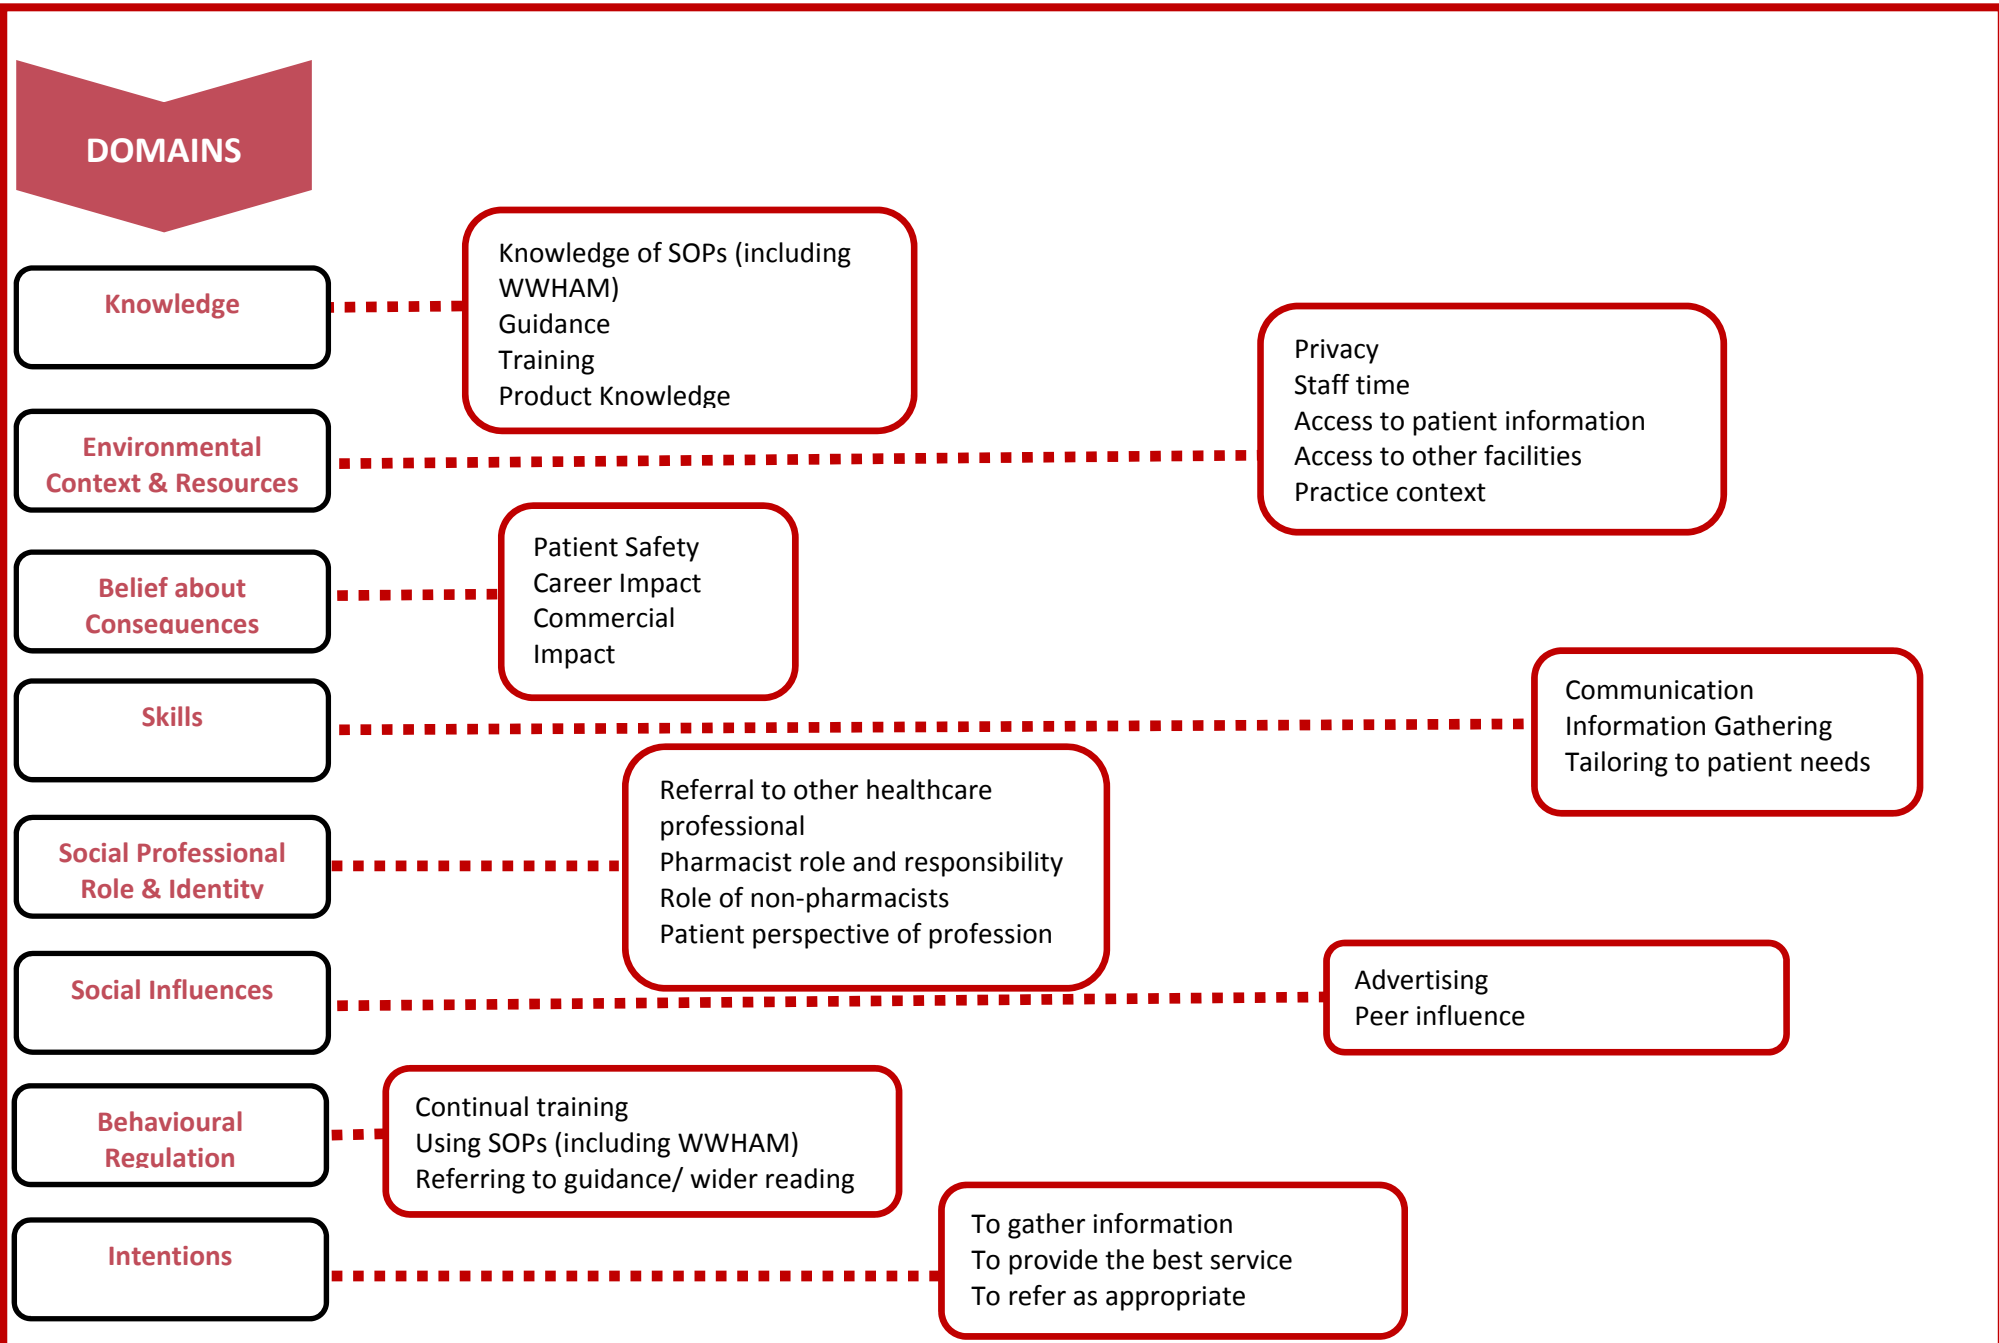 DOMAINS
Knowledge
Knowledge of SOPs (including
WWHAM)
Guidance
Training
Product Knowledge
Environmental
Context & Resources
Privacy
Staff time
Access to patient information
Access to other facilities
Practice context
Belief about
Consequences
Patient Safety
Career Impact
Commercial
Impact
Skills
Communication
Information Gathering
Tailoring to patient needs
Social Professional
Role & Identity
Referral to other healthcare
professional
Pharmacist role and responsibility
Role of non-pharmacists
Patient perspective of profession
Social Influences
Advertising
Peer influence
Behavioural
Regulation
Continual training
Using SOPs (including WWHAM)
Referring to guidance/ wider reading
Intentions
To gather information
To provide the best service
To refer as appropriate